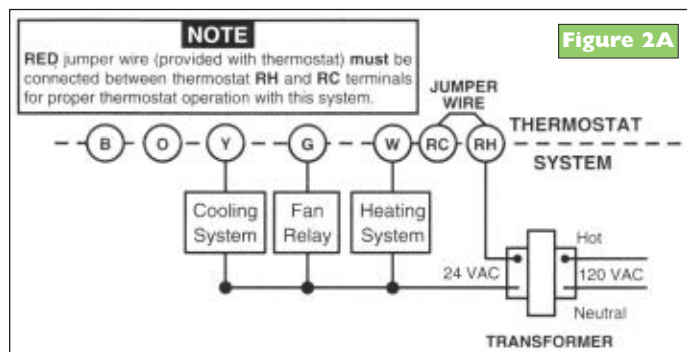 NOTE
RED jumper wire (provided with thermostat) must be
connected between thermostat RH and RC terminals
for proper thermostat operation with this system.
Figure 2A
JUMPER
WIRE
THERMOSTAT
B O Y G W RC RH
SYSTEM
Cooling
System
Fan
Relay
Heating
System
Hot
24 VAC
120 VAC
Neutral
TRANSFORMER